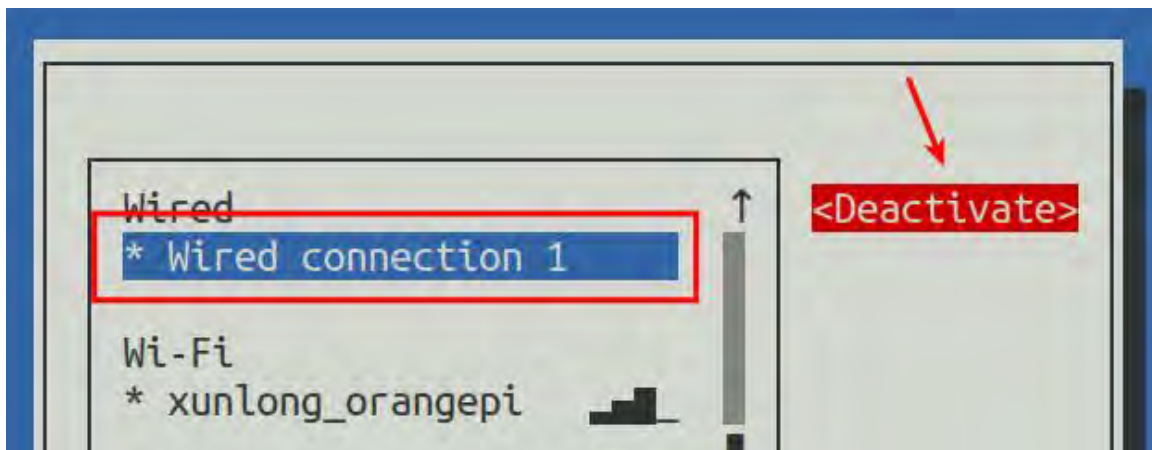 Wired
<Deactivate>
* Wired connection 1
Wi-Fi
* xunlong_orangepi